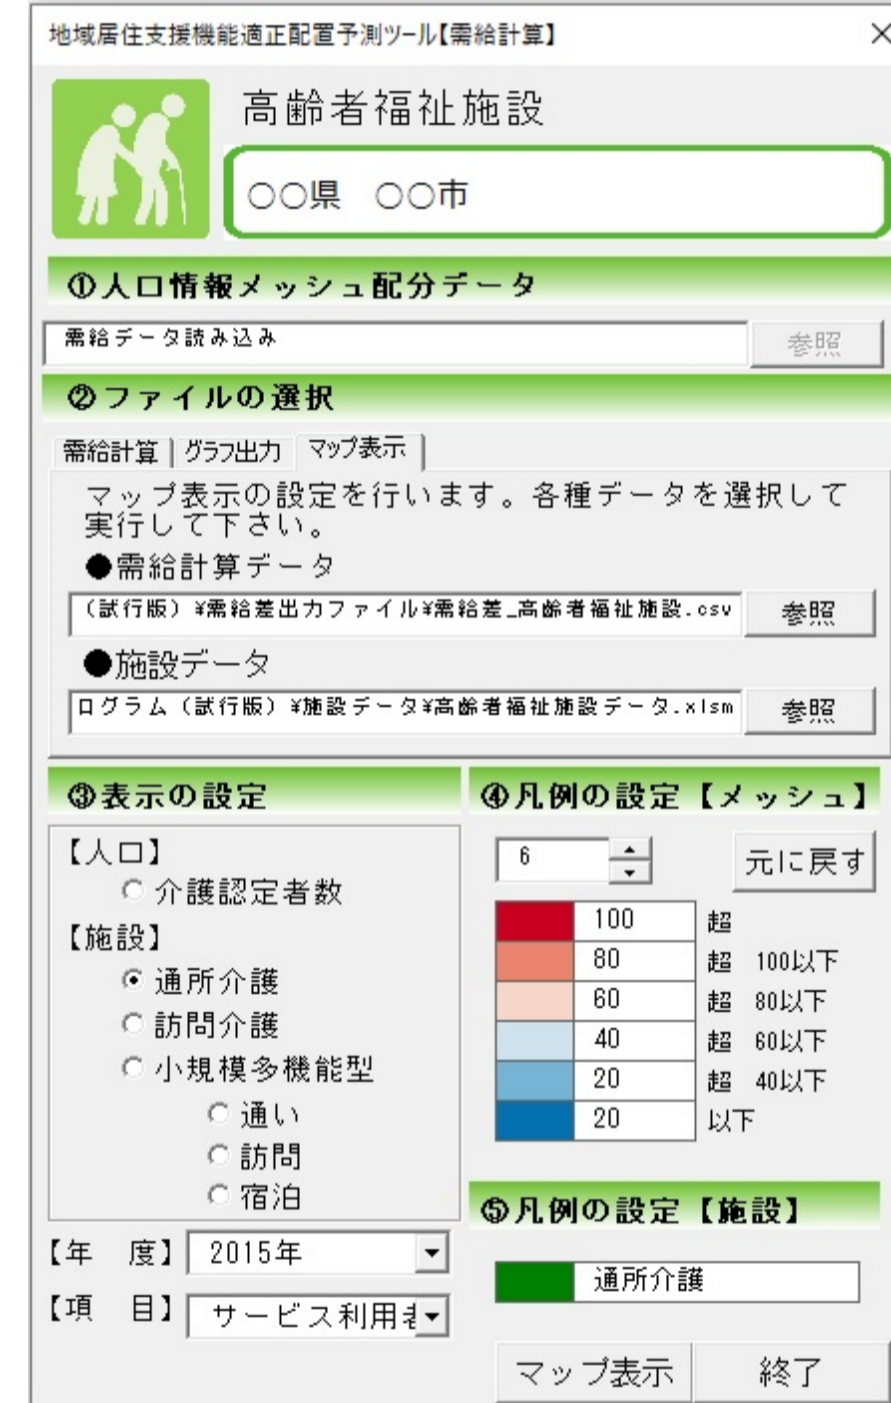 地域居住支援機能適正配置予測ツール【需給計算】
高齢者福祉施設
○○県 ○○市
①人口情報メッシュ配分データ
需給データ読み込み 参照
②ファイルの選択
需給計算 グラフ出力 マップ表示
マップ表示の設定を行います。各種データを選択して
実行して下さい。
●需給計算データ
(試行版)¥需給差出力ファイル¥需給差_高齢者福祉施設.csv 参照
●施設データ
ログラム(試行版)¥施設データ¥高齢者福祉施設データ.xlsm 参照
③表示の設定
【人口】
介護認定者数
【施設】
通所介護
訪問介護
小規模多機能型
通い
訪問
宿泊
【年 度】 2015年
【項 目】 サービス利用者
④凡例の設定【メッシュ】
6 元に戻す
100 超
80 超 100以下
60 超 80以下
40 超 60以下
20 超 40以下
20 以下
⑤凡例の設定【施設】
通所介護
マップ表示 終了